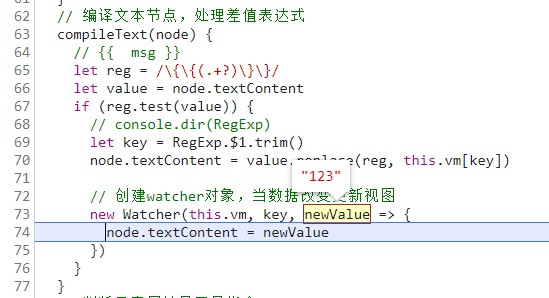 61 }
62 // 编译文本节点，处理差值表达式
63 compileText(node) {
64 // {{  msg }}
65 let reg = /\{\{(.+?)\}\}/
66 let value = node.textContent
67 if (reg.test(value)) {
68 // console.dir(RegExp)
69 let key = RegExp.$1.trim()
70 node.textContent = value.replace(reg, this.vm[key])
"123"
71
72 // 创建watcher对象，当数据改变更新视图
73 new Watcher(this.vm, key, newValue => {
74 node.textContent = newValue
75 })
76 }
77 }